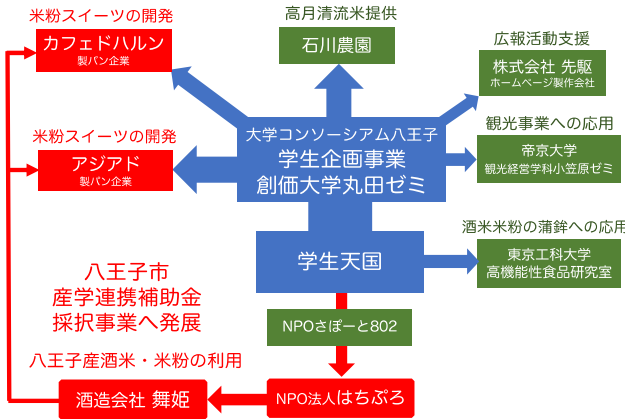 米粉スイーツの開発
カフェドハルン
製パン企業
高月清流米提供
石川農園
広報活動支援
株式会社 先駆
ホームページ製作会社
米粉スイーツの開発
アジアド
製パン企業
大学コンソーシアム八王子
学生企画事業
創価大学丸田ゼミ
観光事業への応用
帝京大学
観光経営学科小笠原ゼミ
学生天国
酒米米粉の蒲鉾への応用
東京工科大学
高機能性食品研究室
八王子市
産学連携補助金
採択事業へ発展
NPOさぽーと802
八王子産酒米・米粉の利用
酒造会社 舞姫
NPO法人はちぷろ